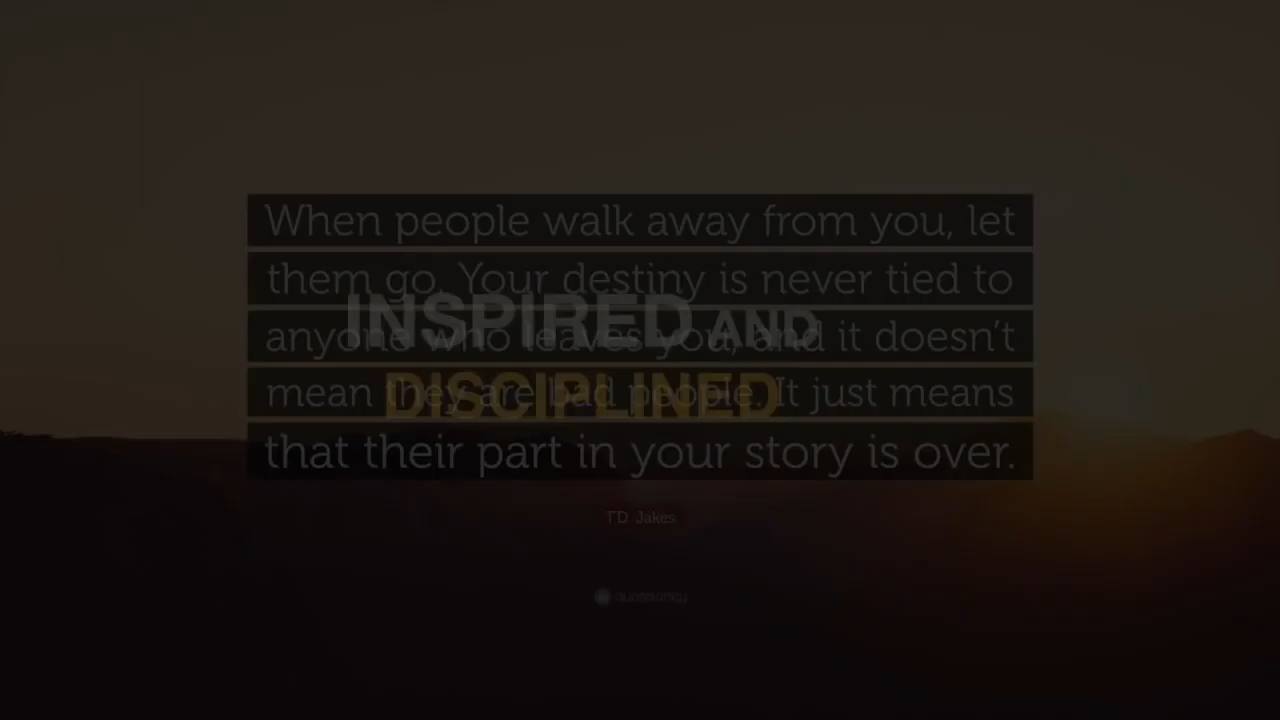 When people walk away from you, let
them go. Your destiny is never tied to
INSPIRED AND
anyone who leaves you, and it doesn't
DISCIPLINED
mean they are bad people. It just means
that their part in your story is over.
T.D. Jakes
quotefancy